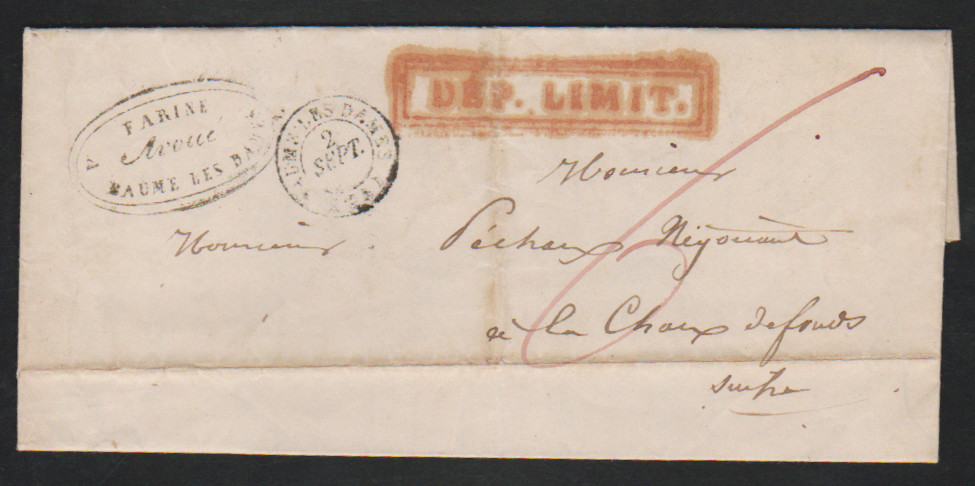 P. FARINE
Avoué
BAUME LES DAMES
BAUME-LES-DAMES
2
SEPT.
DÉP. LIMIT.
Monsieur
Monsieur Péchaux Négociant
à la Chaux de fonds
Suisse
6